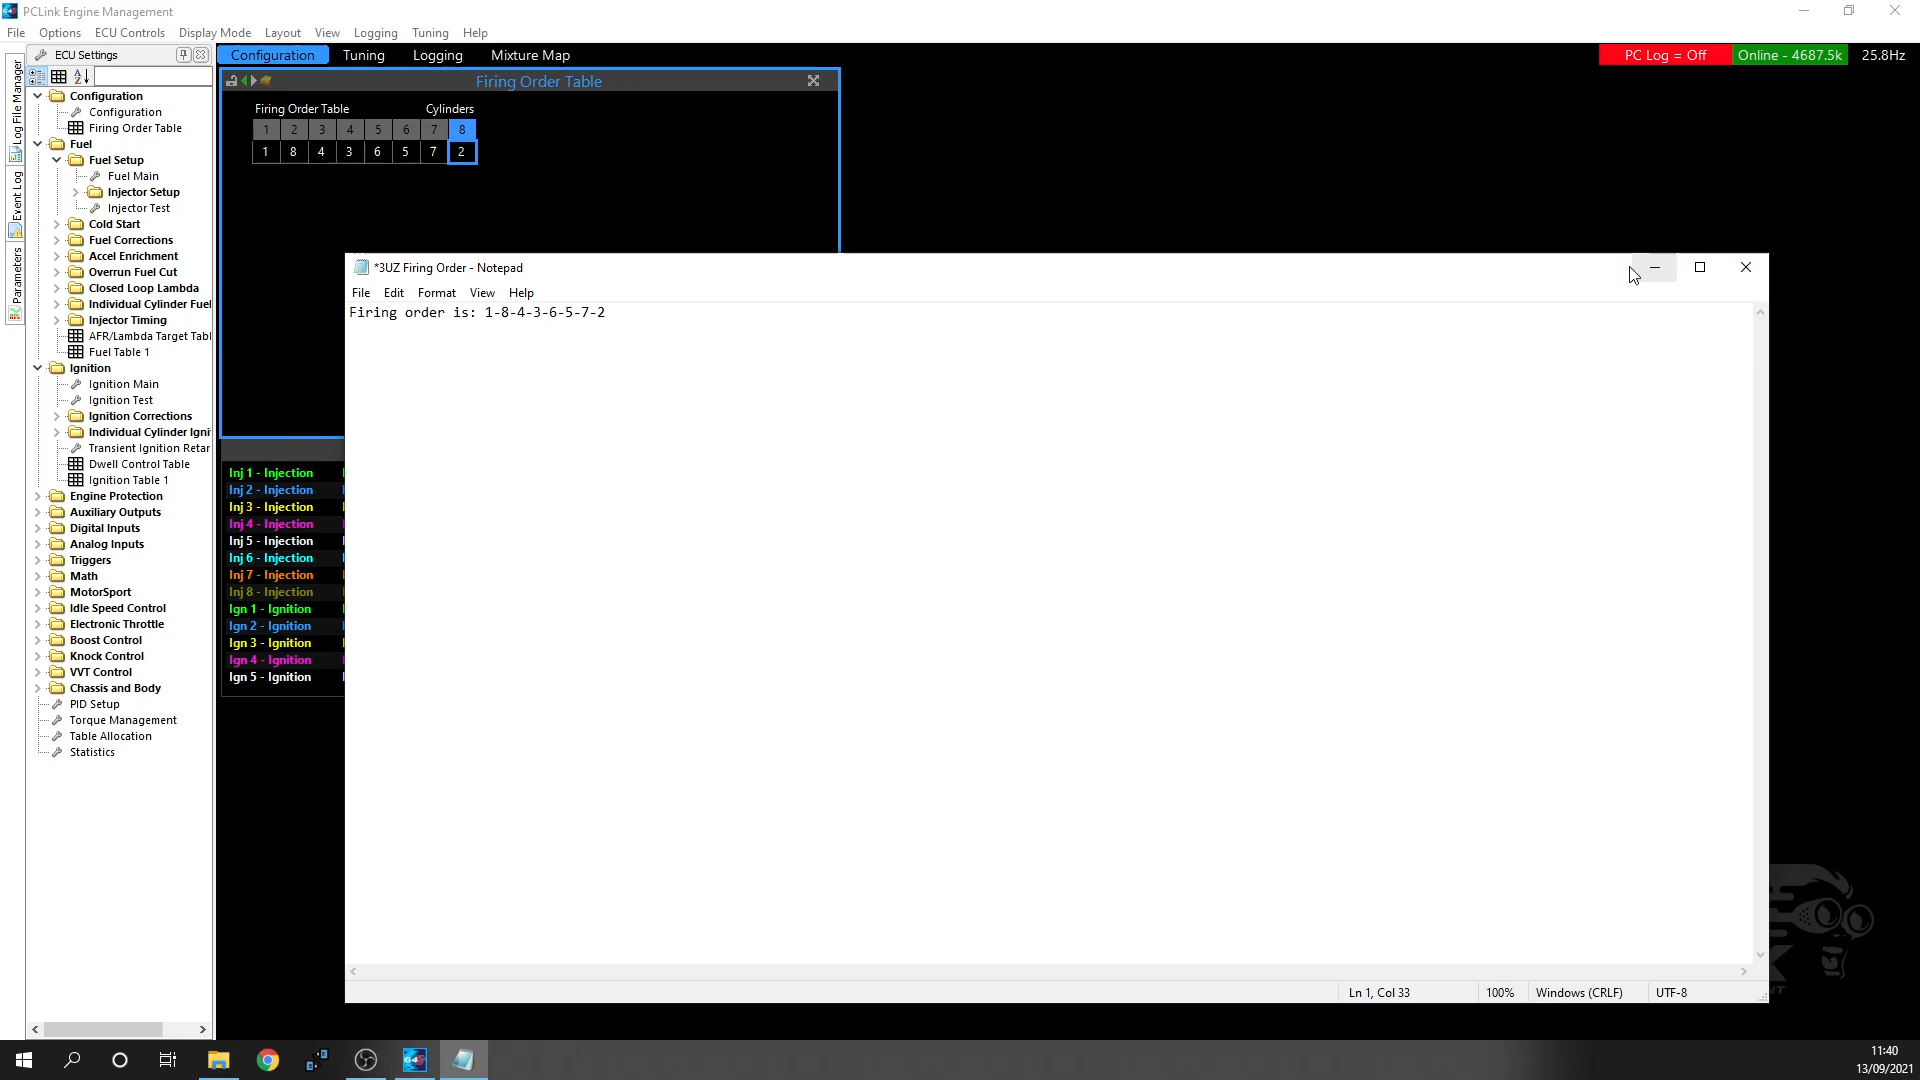 PCLink Engine Management
File Options ECU Controls Display Mode Layout View Logging Tuning Help
Log File Manager
Event Log
Parameters
ECU Settings
Configuration
Configuration
Firing Order Table
Fuel
Fuel Setup
Fuel Main
Injector Setup
Injector Test
Cold Start
Fuel Corrections
Accel Enrichment
Overrun Fuel Cut
Closed Loop Lambda
Individual Cylinder Fuel
Injector Timing
AFR/Lambda Target Tabl
Fuel Table 1
Ignition
Ignition Main
Ignition Test
Ignition Corrections
Individual Cylinder Igni
Transient Ignition Retar
Dwell Control Table
Ignition Table 1
Engine Protection
Auxiliary Outputs
Digital Inputs
Analog Inputs
Triggers
Math
MotorSport
Idle Speed Control
Electronic Throttle
Boost Control
Knock Control
VVT Control
Chassis and Body
PID Setup
Torque Management
Table Allocation
Statistics
Configuration Tuning Logging Mixture Map
PC Log = Off Online - 4687.5k 25.8Hz
Firing Order Table
Firing Order Table Cylinders
1 2 3 4 5 6 7 8
1 8 4 3 6 5 7 2
Inj 1 - Injection
Inj 2 - Injection
Inj 3 - Injection
Inj 4 - Injection
Inj 5 - Injection
Inj 6 - Injection
Inj 7 - Injection
Inj 8 - Injection
Ign 1 - Ignition
Ign 2 - Ignition
Ign 3 - Ignition
Ign 4 - Ignition
Ign 5 - Ignition
*3UZ Firing Order - Notepad
File Edit Format View Help
Firing order is: 1-8-4-3-6-5-7-2
Ln 1, Col 33 100% Windows (CRLF) UTF-8
11:40
13/09/2021